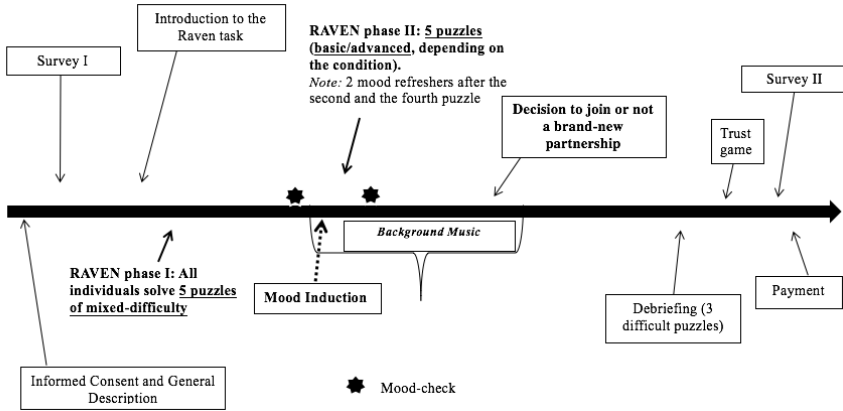 Introduction to the
Raven task
Survey I
RAVEN phase II: 5 puzzles
(basic/advanced, depending on
the condition).
Note: 2 mood refreshers after the
second and the fourth puzzle
Survey II
Decision to join or not
a brand-new
partnership
Trust
game
Background Music
RAVEN phase I: All
individuals solve 5 puzzles
of mixed-difficulty
Mood Induction
Debriefing (3
difficult puzzles)
Payment
Informed Consent and General
Description
Mood-check